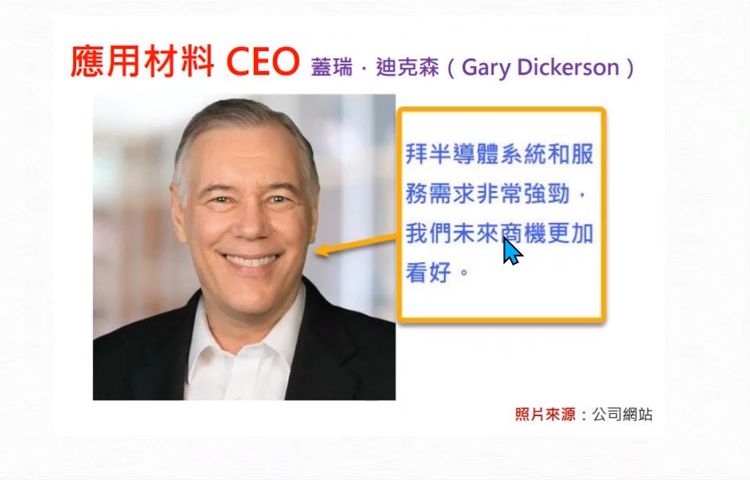 應用材料 CEO 蓋瑞．迪克森（Gary Dickerson）
拜半導體系統和服
務需求非常強勁，
我們未來商機更加
看好。
照片來源：公司網站